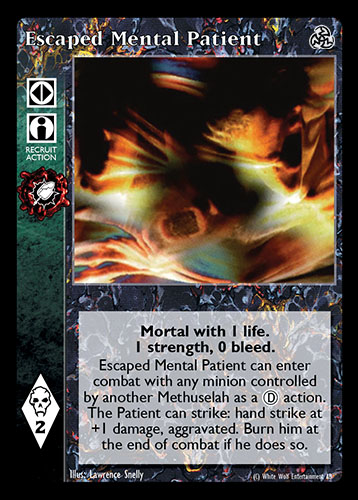 Escaped Mental Patient
RECRUIT
ACTION
Mortal with 1 life.
1 strength, 0 bleed.
Escaped Mental Patient can enter
combat with any minion controlled
by another Methuselah as a Ⓓ action.
The Patient can strike: hand strike at
+1 damage, aggravated. Burn him at
the end of combat if he does so.
2
Illus: Lawrence Snelly